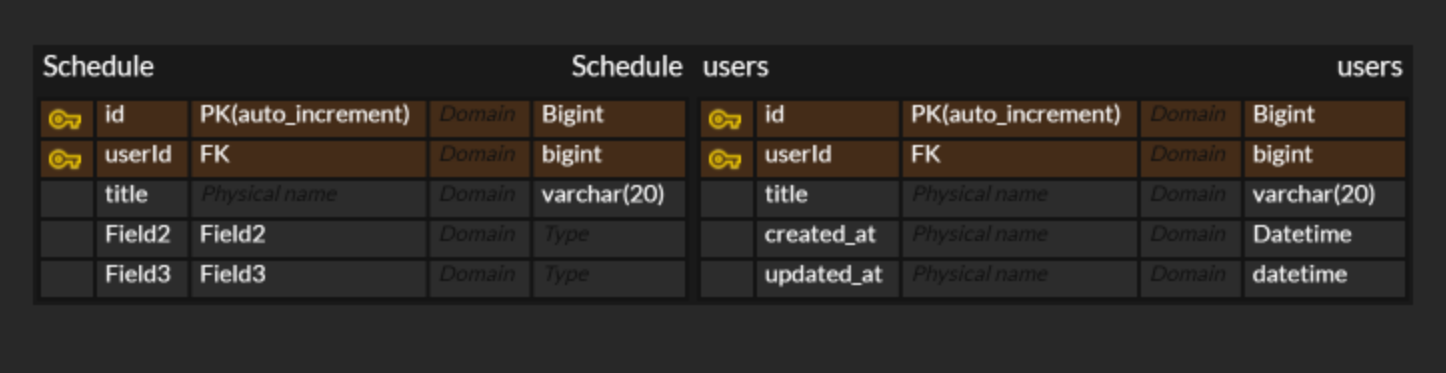 Schedule Schedule users users
id PK(auto_increment) Domain Bigint id PK(auto_increment) Domain Bigint
userId FK Domain bigint userId FK Domain bigint
title Physical name Domain varchar(20) title Physical name Domain varchar(20)
Field2 Field2 Domain Type created_at Physical name Domain Datetime
Field3 Field3 Domain Type updated_at Physical name Domain datetime